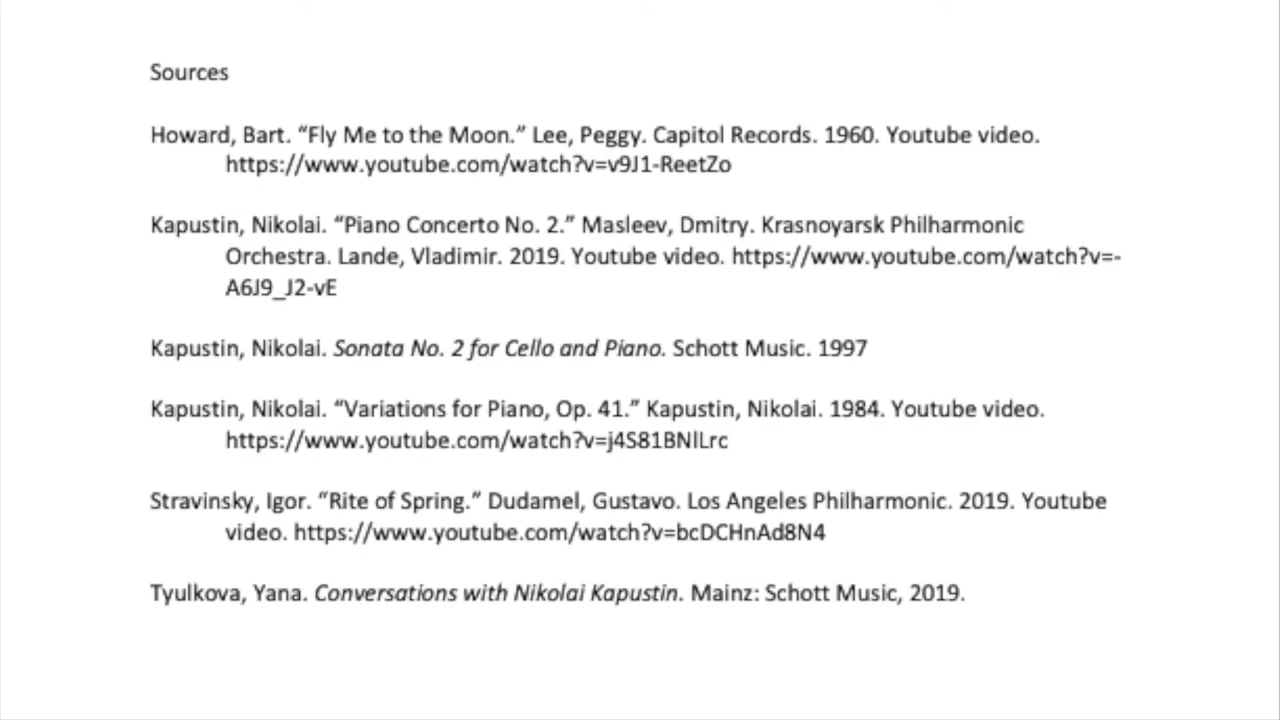 Sources
Howard, Bart. “Fly Me to the Moon.” Lee, Peggy. Capitol Records. 1960. Youtube video.
https://www.youtube.com/watch?v=v9J1-ReetZo
Kapustin, Nikolai. “Piano Concerto No. 2.” Masleev, Dmitry. Krasnoyarsk Philharmonic
Orchestra. Lande, Vladimir. 2019. Youtube video. https://www.youtube.com/watch?v=-
A6J9_J2-vE
Kapustin, Nikolai. Sonata No. 2 for Cello and Piano. Schott Music. 1997
Kapustin, Nikolai. “Variations for Piano, Op. 41.” Kapustin, Nikolai. 1984. Youtube video.
https://www.youtube.com/watch?v=j4S81BNlLrc
Stravinsky, Igor. “Rite of Spring.” Dudamel, Gustavo. Los Angeles Philharmonic. 2019. Youtube
video. https://www.youtube.com/watch?v=bcDCHnAd8N4
Tyulkova, Yana. Conversations with Nikolai Kapustin. Mainz: Schott Music, 2019.